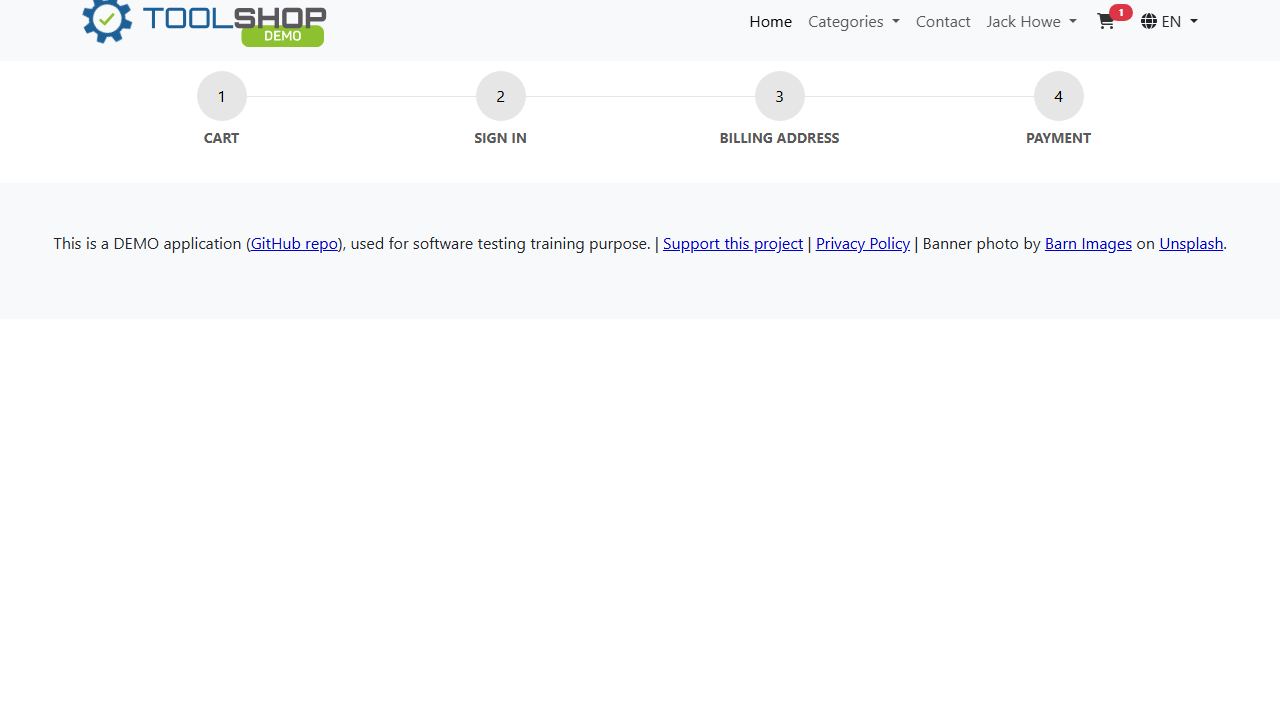 TOOLSHOP
DEMO
Home Categories Contact Jack Howe 1 EN
1 2 3 4
CART SIGN IN BILLING ADDRESS PAYMENT
This is a DEMO application (GitHub repo), used for software testing training purpose. | Support this project | Privacy Policy | Banner photo by Barn Images on Unsplash.